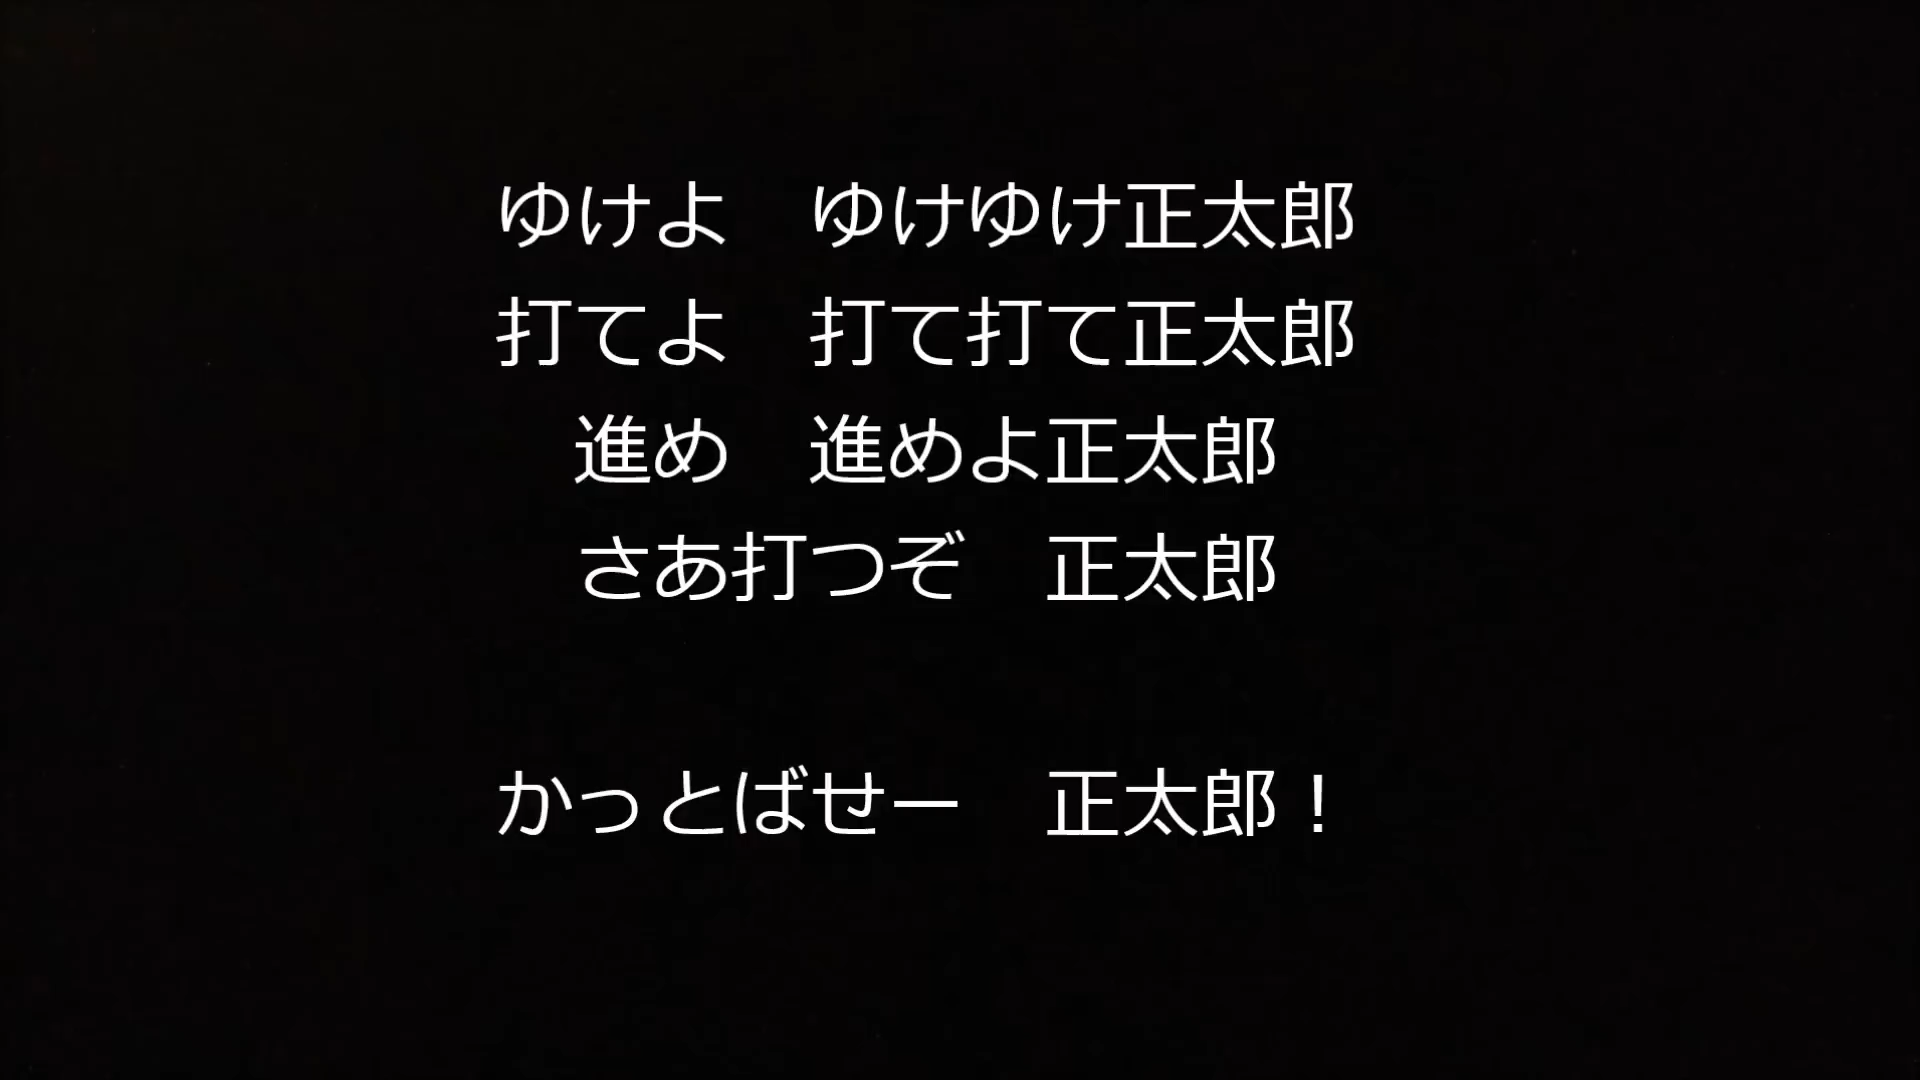 ゆけよ　ゆけゆけ正太郎
打てよ　打て打て正太郎
進め　進めよ正太郎
さあ打つぞ　正太郎
かっとばせー　正太郎！